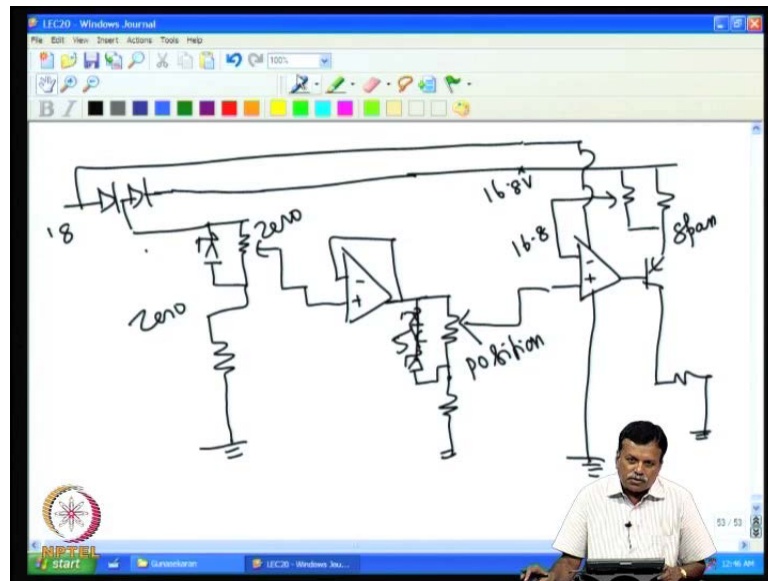 LEC20 - Windows Journal
File Edit View Insert Actions Tools Help
100%
B I
18
zero
zero
16.8V
16.8
span
position
53 / 53
NPTEL
start
Gunasekaran
LEC20 - Windows Jou...
12:46 AM